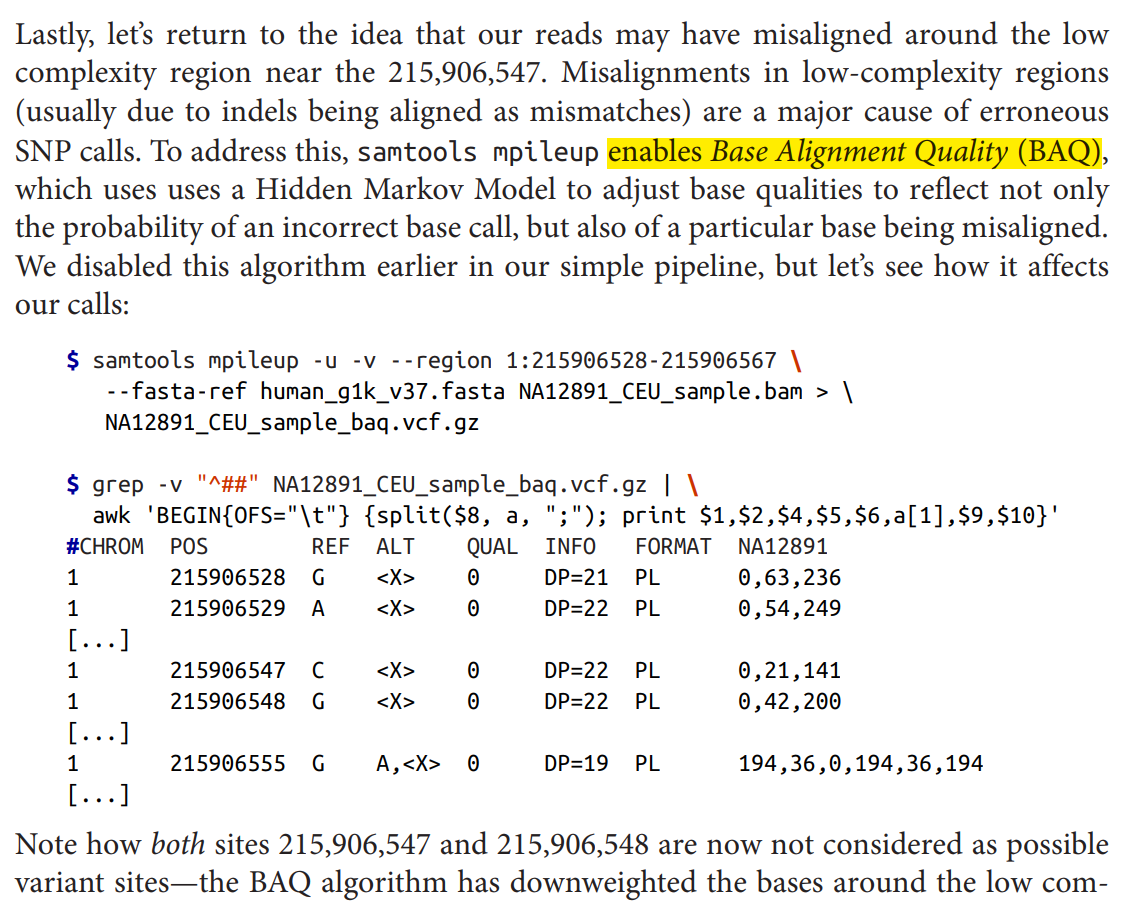 Lastly, let’s return to the idea that our reads may have misaligned around the low
complexity region near the 215,906,547. Misalignments in low-complexity regions
(usually due to indels being aligned as mismatches) are a major cause of erroneous
SNP calls. To address this, samtools mpileup enables Base Alignment Quality (BAQ),
which uses uses a Hidden Markov Model to adjust base qualities to reflect not only
the probability of an incorrect base call, but also of a particular base being misaligned.
We disabled this algorithm earlier in our simple pipeline, but let’s see how it affects
our calls:
$ samtools mpileup -u -v --region 1:215906528-215906567 \
--fasta-ref human_g1k_v37.fasta NA12891_CEU_sample.bam > \
NA12891_CEU_sample_baq.vcf.gz
$ grep -v "^##" NA12891_CEU_sample_baq.vcf.gz | \
awk 'BEGIN{OFS="\t"} {split($8, a, ";"); print $1,$2,$4,$5,$6,a[1],$9,$10}'
#CHROM POS REF ALT QUAL INFO FORMAT NA12891
1 215906528 G <X> 0 DP=21 PL 0,63,236
1 215906529 A <X> 0 DP=22 PL 0,54,249
[...]
1 215906547 C <X> 0 DP=22 PL 0,21,141
1 215906548 G <X> 0 DP=22 PL 0,42,200
[...]
1 215906555 G A,<X> 0 DP=19 PL 194,36,0,194,36,194
[...]
Note how both sites 215,906,547 and 215,906,548 are now not considered as possible
variant sites—the BAQ algorithm has downweighted the bases around the low com-